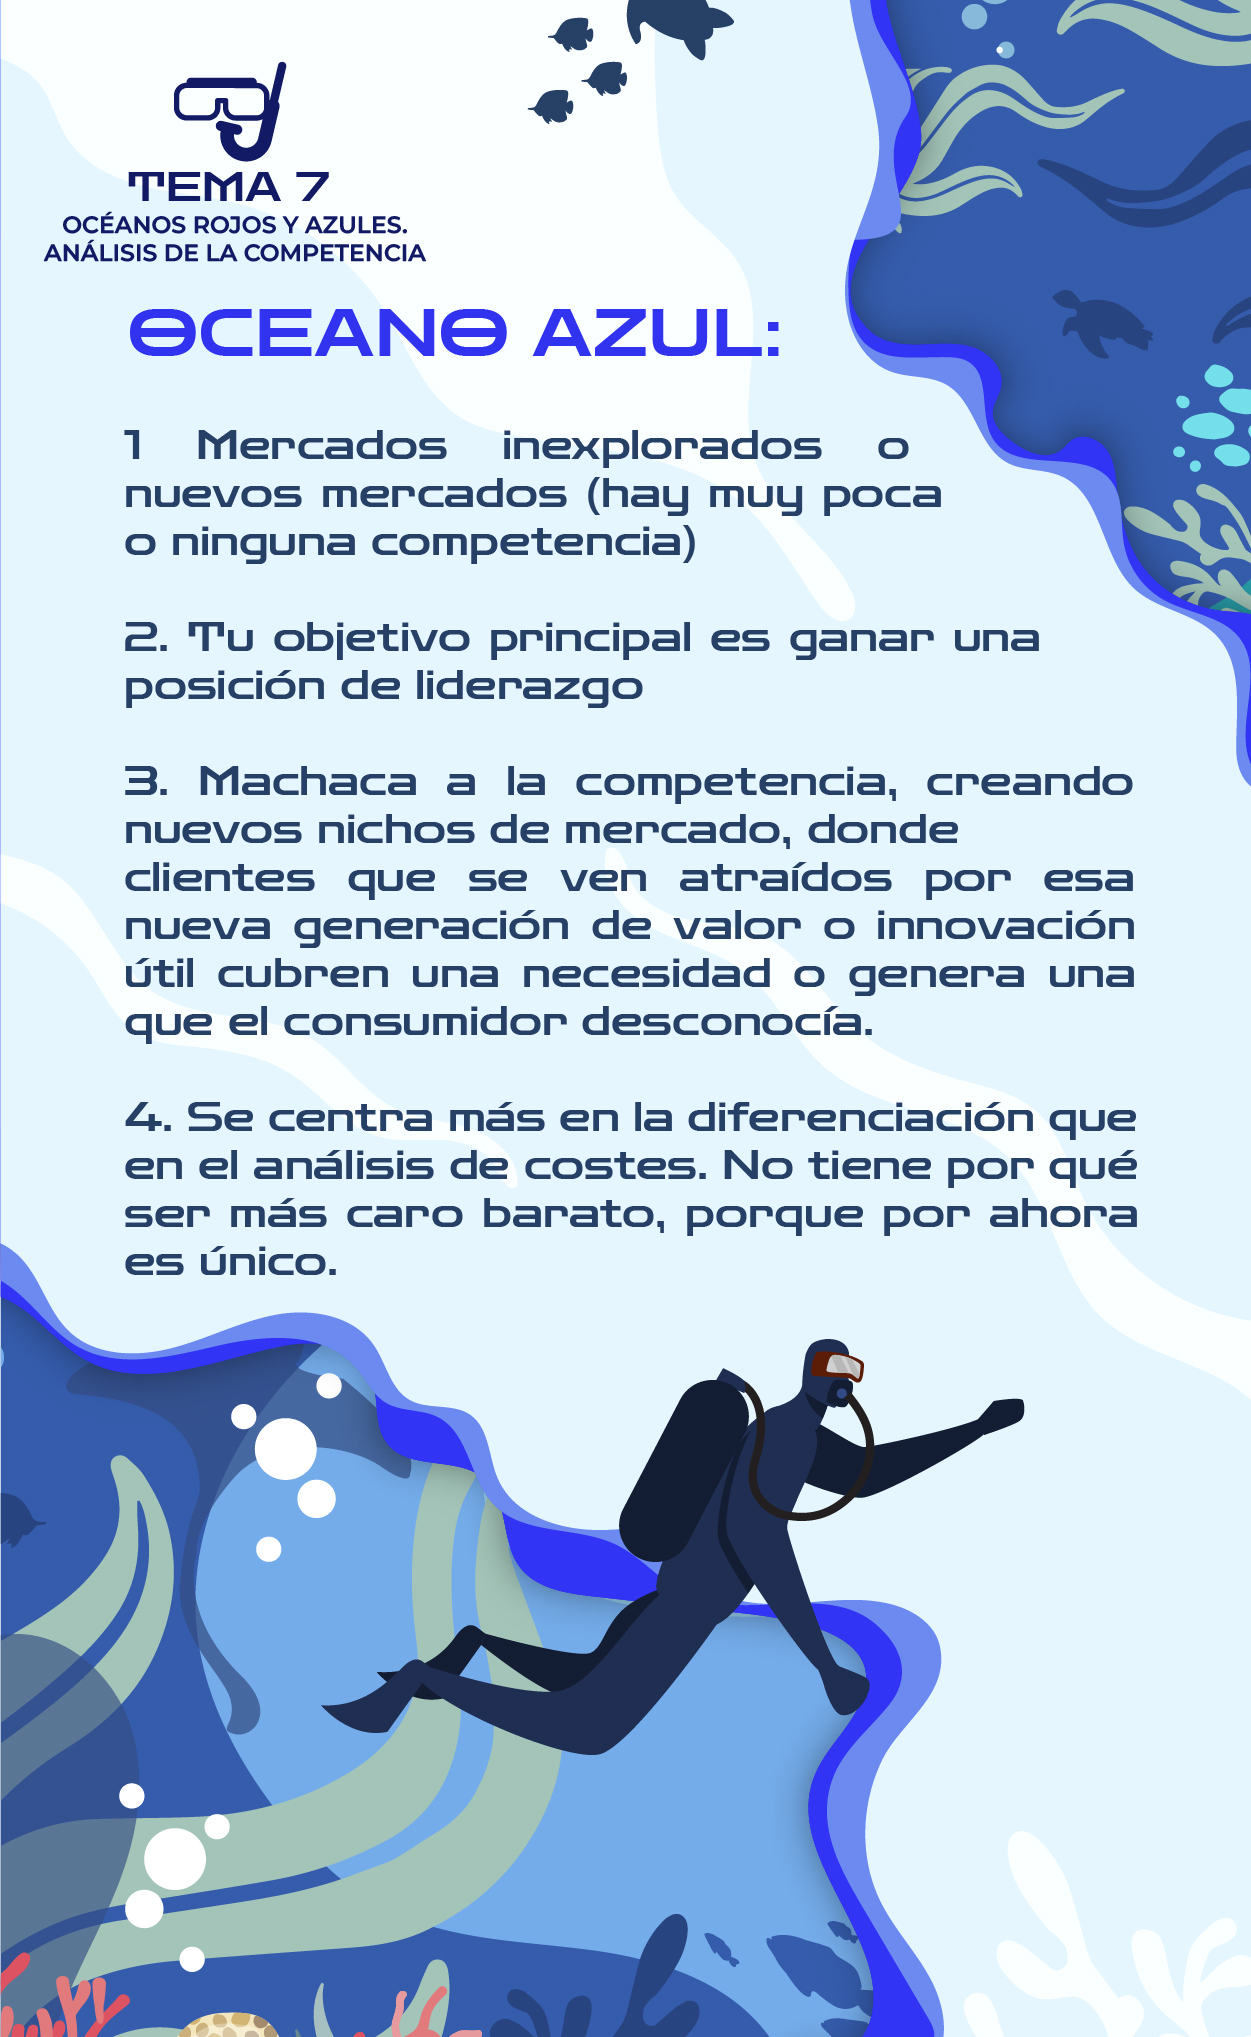 TEMA 7
OCÉANOS ROJOS Y AZULES.
ANÁLISIS DE LA COMPETENCIA
OCEANO AZUL:
1 Mercados inexplorados o
nuevos mercados (hay muy poca
o ninguna competencia)
2. Tu objetivo principal es ganar una
posición de liderazgo
3. Machaca a la competencia, creando
nuevos nichos de mercado, donde
clientes que se ven atraídos por esa
nueva generación de valor o innovación
útil cubren una necesidad o genera una
que el consumidor desconocía.
4. Se centra más en la diferenciación que
en el análisis de costes. No tiene por qué
ser más caro barato, porque por ahora
es único.